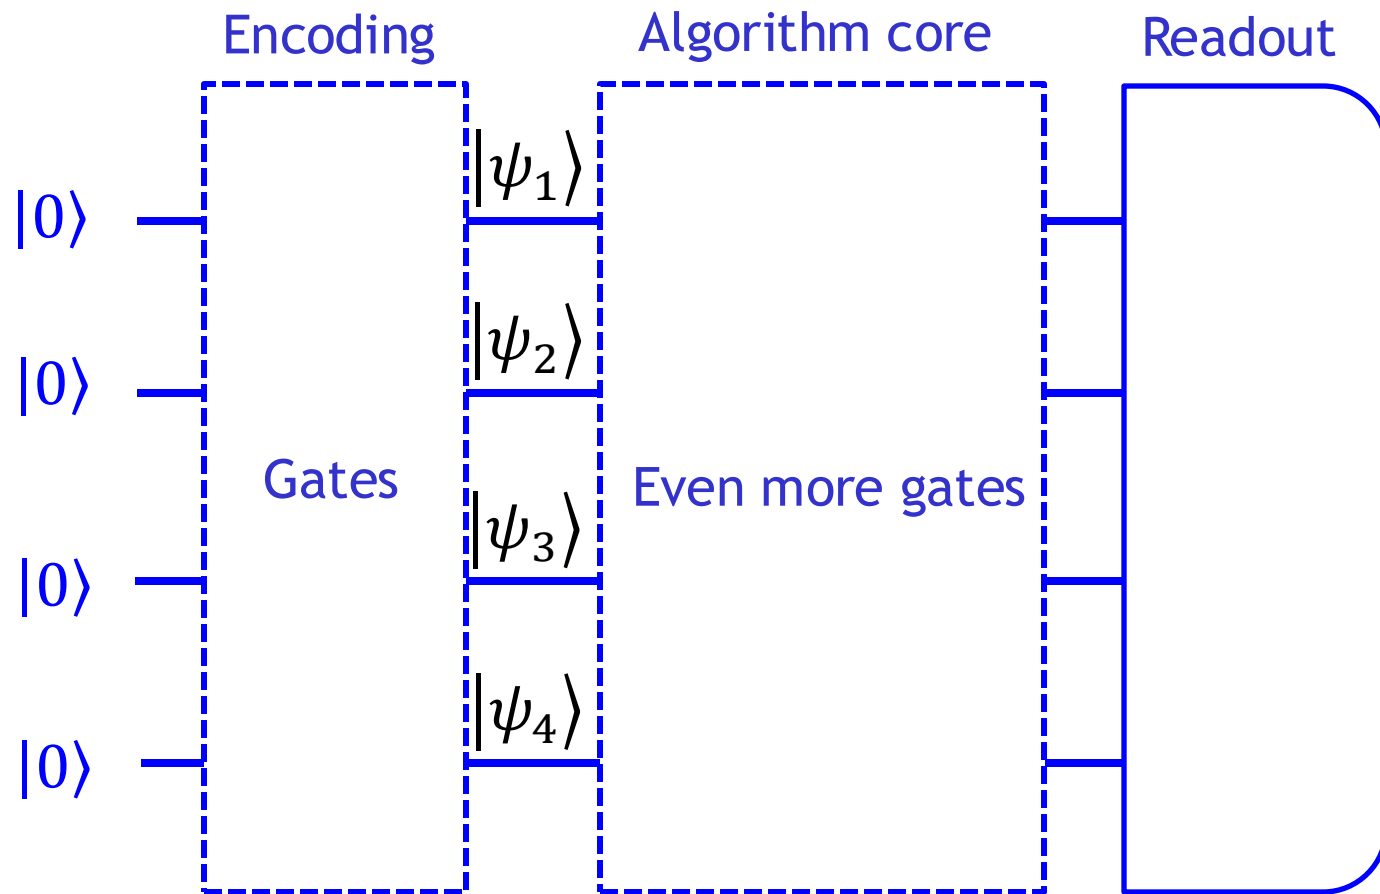 Encoding
Algorithm core
Readout
|ψ₁⟩
|0⟩
|ψ₂⟩
|0⟩
Gates
Even more gates
|ψ₃⟩
|0⟩
|ψ₄⟩
|0⟩